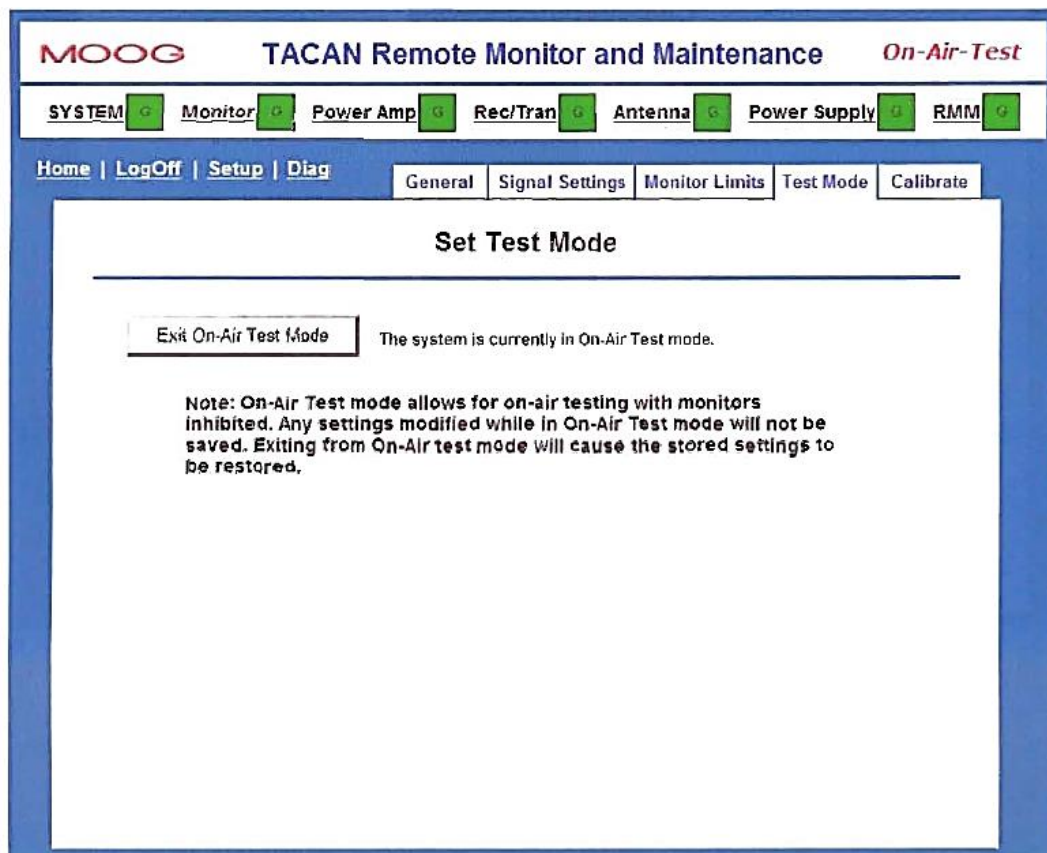 MOOG TACAN Remote Monitor and Maintenance On-Air-Test
SYSTEM G Monitor G Power Amp G Rec/Tran G Antenna G Power Supply G RMM G
Home | LogOff | Setup | Diag
General Signal Settings Monitor Limits Test Mode Calibrate
Set Test Mode
Exit On-Air Test Mode The system is currently in On-Air Test mode.
Note: On-Air Test mode allows for on-air testing with monitors
inhibited. Any settings modified while in On-Air Test mode will not be
saved. Exiting from On-Air test mode will cause the stored settings to
be restored.